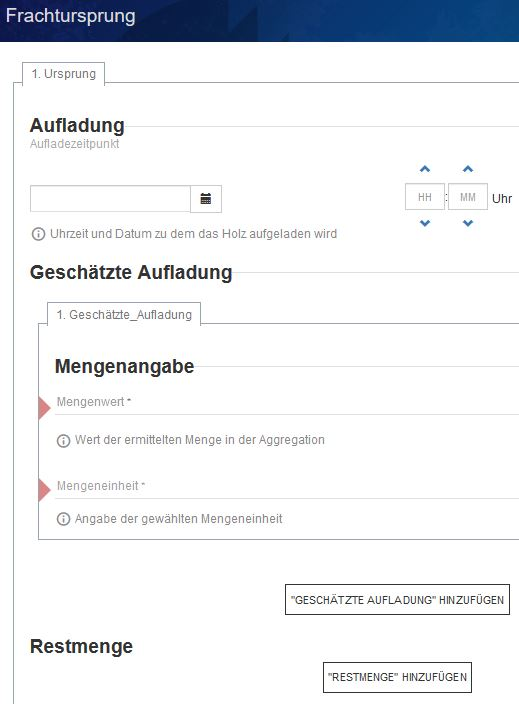 Frachtursprung
1. Ursprung
Aufladung
Aufladezeitpunkt
HH : MM Uhr
Uhrzeit und Datum zu dem das Holz aufgeladen wird
Geschätzte Aufladung
1. Geschätzte_Aufladung
Mengenangabe
Mengenwert *
Wert der ermittelten Menge in der Aggregation
Mengeneinheit *
Angabe der gewählten Mengeneinheit
"GESCHÄTZTE AUFLADUNG" HINZUFÜGEN
Restmenge
"RESTMENGE" HINZUFÜGEN